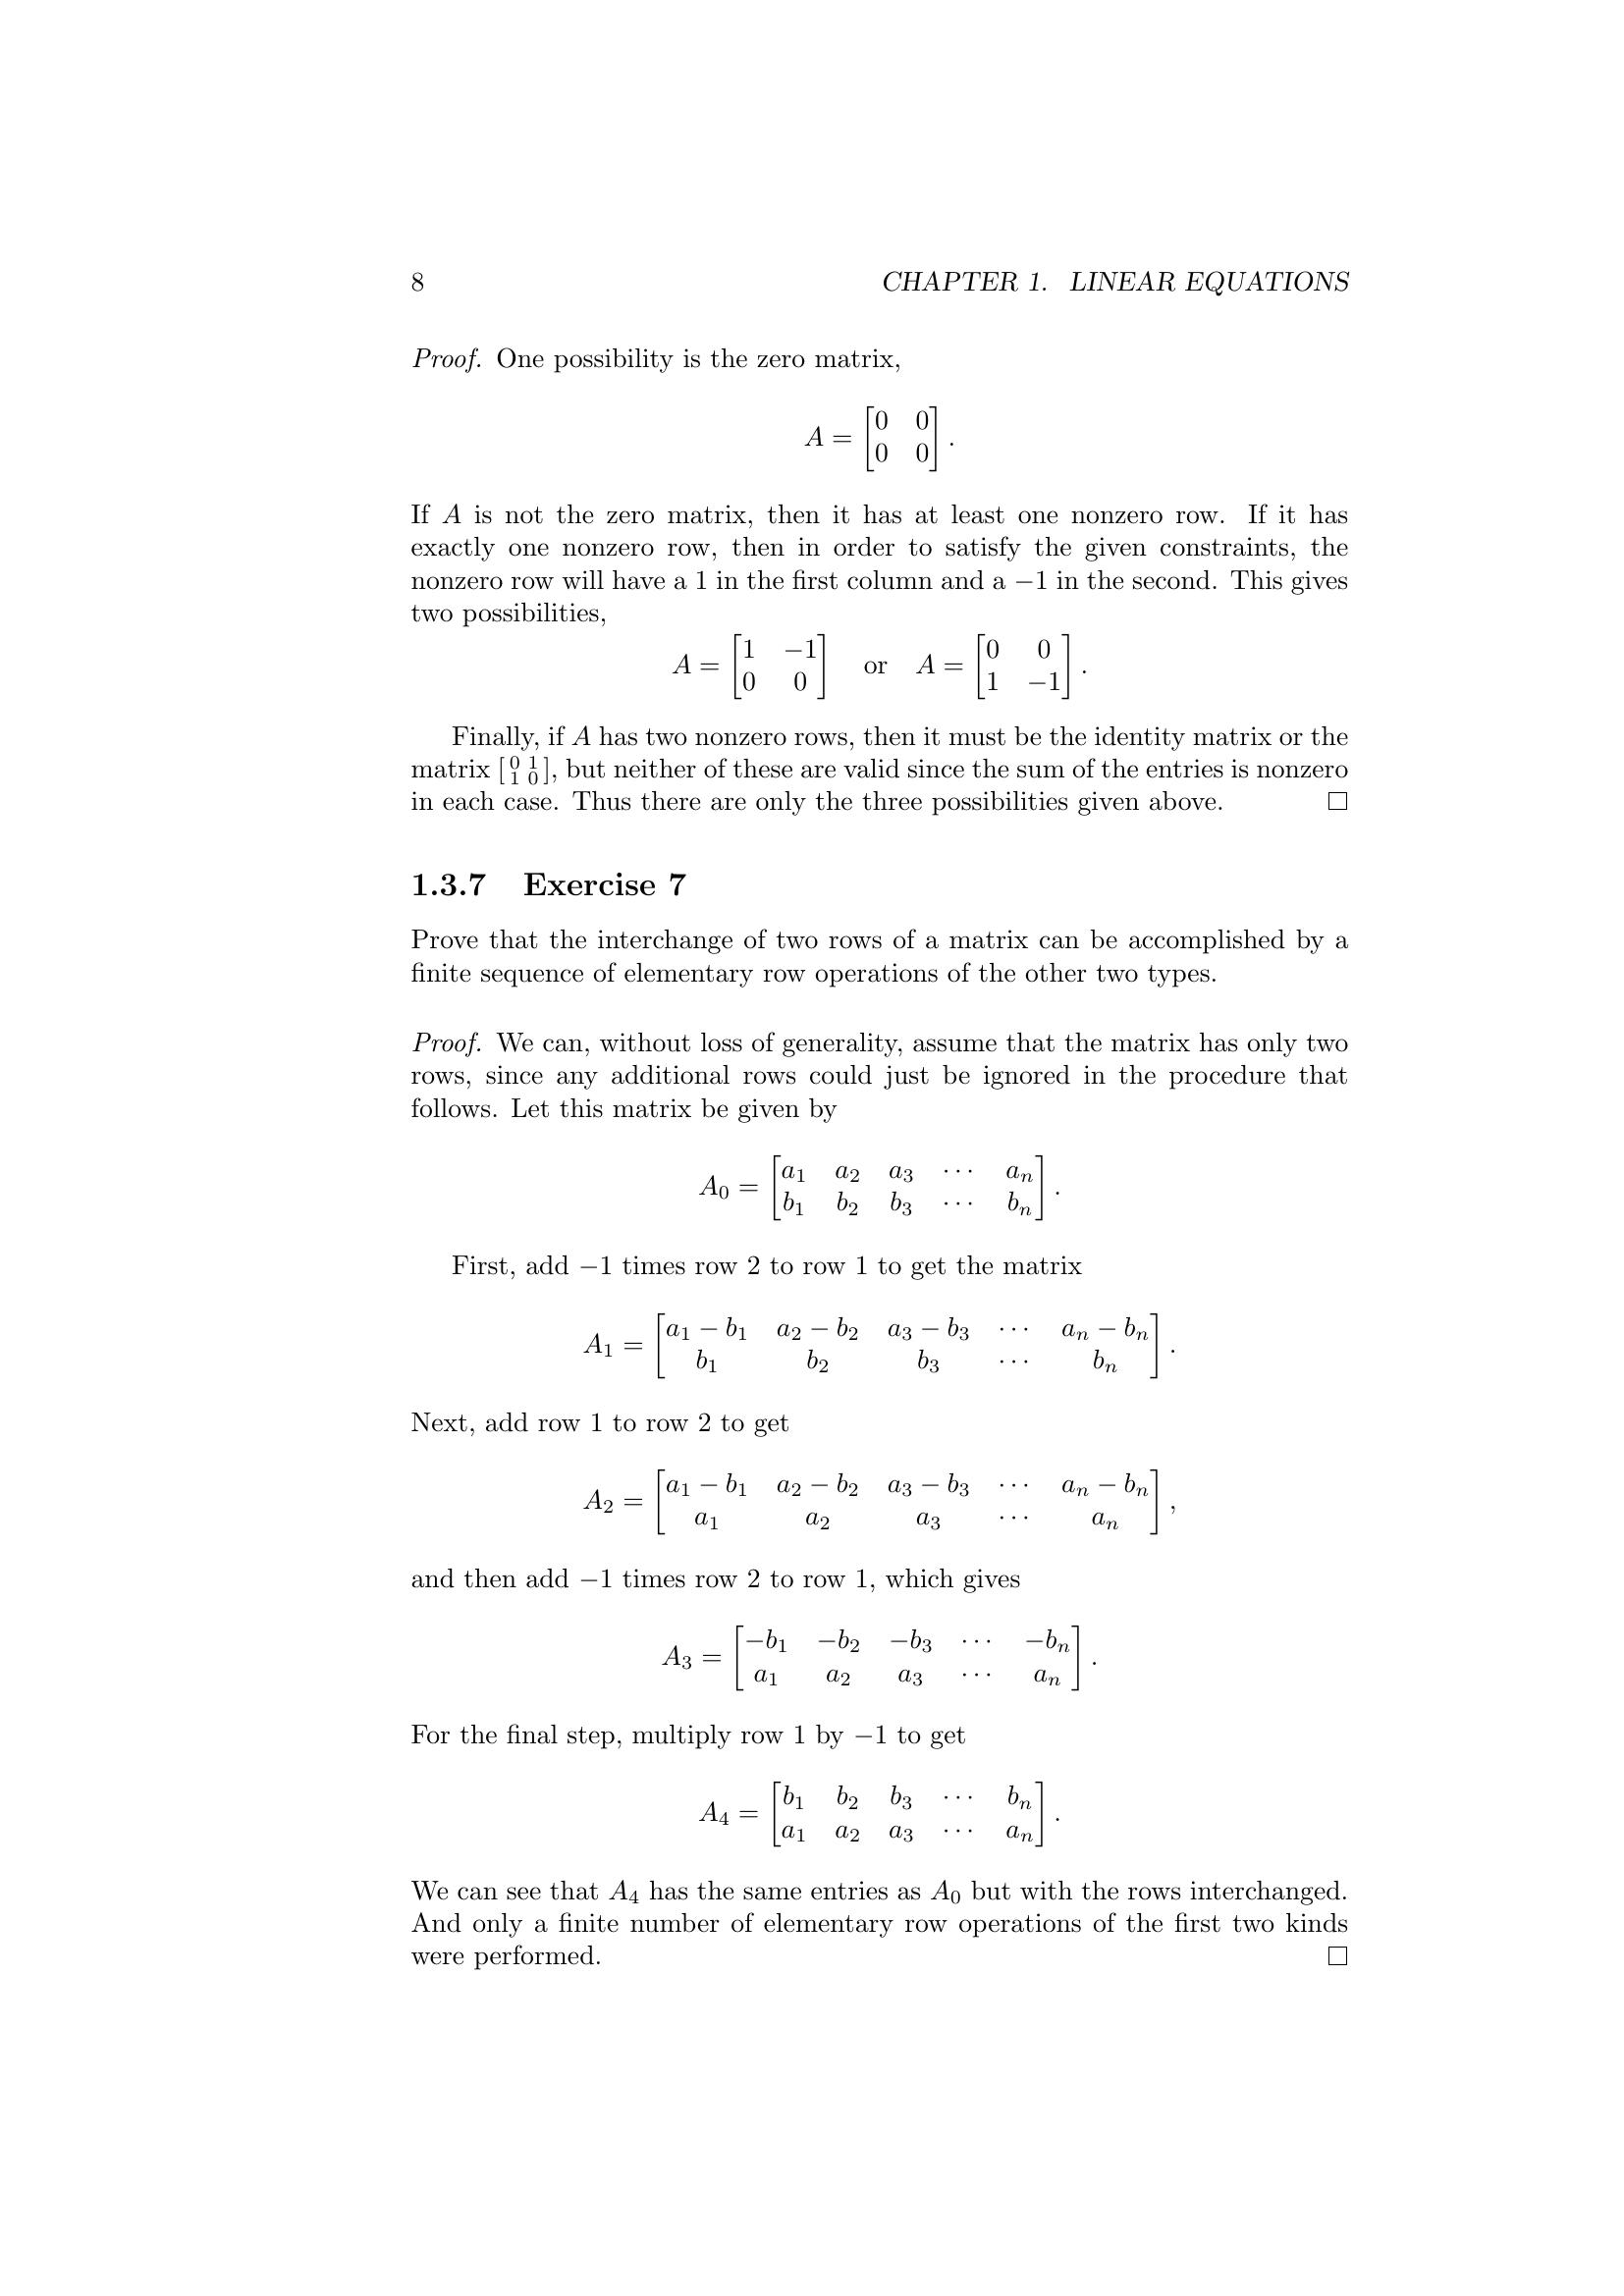 8 CHAPTER 1. LINEAR EQUATIONS
Proof. One possibility is the zero matrix,
$A = \begin{bmatrix} 0 & 0 \\ 0 & 0 \end{bmatrix}.$
If $A$ is not the zero matrix, then it has at least one nonzero row. If it has
exactly one nonzero row, then in order to satisfy the given constraints, the
nonzero row will have a 1 in the first column and a −1 in the second. This gives
two possibilities,
$A = \begin{bmatrix} 1 & -1 \\ 0 & 0 \end{bmatrix} \quad \text{or} \quad A = \begin{bmatrix} 0 & 0 \\ 1 & -1 \end{bmatrix}.$
Finally, if $A$ has two nonzero rows, then it must be the identity matrix or the
matrix $\left[\begin{smallmatrix} 0 & 1 \\ 1 & 0 \end{smallmatrix}\right]$, but neither of these are valid since the sum of the entries is nonzero
in each case. Thus there are only the three possibilities given above. □
1.3.7 Exercise 7
Prove that the interchange of two rows of a matrix can be accomplished by a
finite sequence of elementary row operations of the other two types.
Proof. We can, without loss of generality, assume that the matrix has only two
rows, since any additional rows could just be ignored in the procedure that
follows. Let this matrix be given by
$A_0 = \begin{bmatrix} a_1 & a_2 & a_3 & \cdots & a_n \\ b_1 & b_2 & b_3 & \cdots & b_n \end{bmatrix}.$
First, add −1 times row 2 to row 1 to get the matrix
$A_1 = \begin{bmatrix} a_1 - b_1 & a_2 - b_2 & a_3 - b_3 & \cdots & a_n - b_n \\ b_1 & b_2 & b_3 & \cdots & b_n \end{bmatrix}.$
Next, add row 1 to row 2 to get
$A_2 = \begin{bmatrix} a_1 - b_1 & a_2 - b_2 & a_3 - b_3 & \cdots & a_n - b_n \\ a_1 & a_2 & a_3 & \cdots & a_n \end{bmatrix},$
and then add −1 times row 2 to row 1, which gives
$A_3 = \begin{bmatrix} -b_1 & -b_2 & -b_3 & \cdots & -b_n \\ a_1 & a_2 & a_3 & \cdots & a_n \end{bmatrix}.$
For the final step, multiply row 1 by −1 to get
$A_4 = \begin{bmatrix} b_1 & b_2 & b_3 & \cdots & b_n \\ a_1 & a_2 & a_3 & \cdots & a_n \end{bmatrix}.$
We can see that $A_4$ has the same entries as $A_0$ but with the rows interchanged.
And only a finite number of elementary row operations of the first two kinds
were performed. □